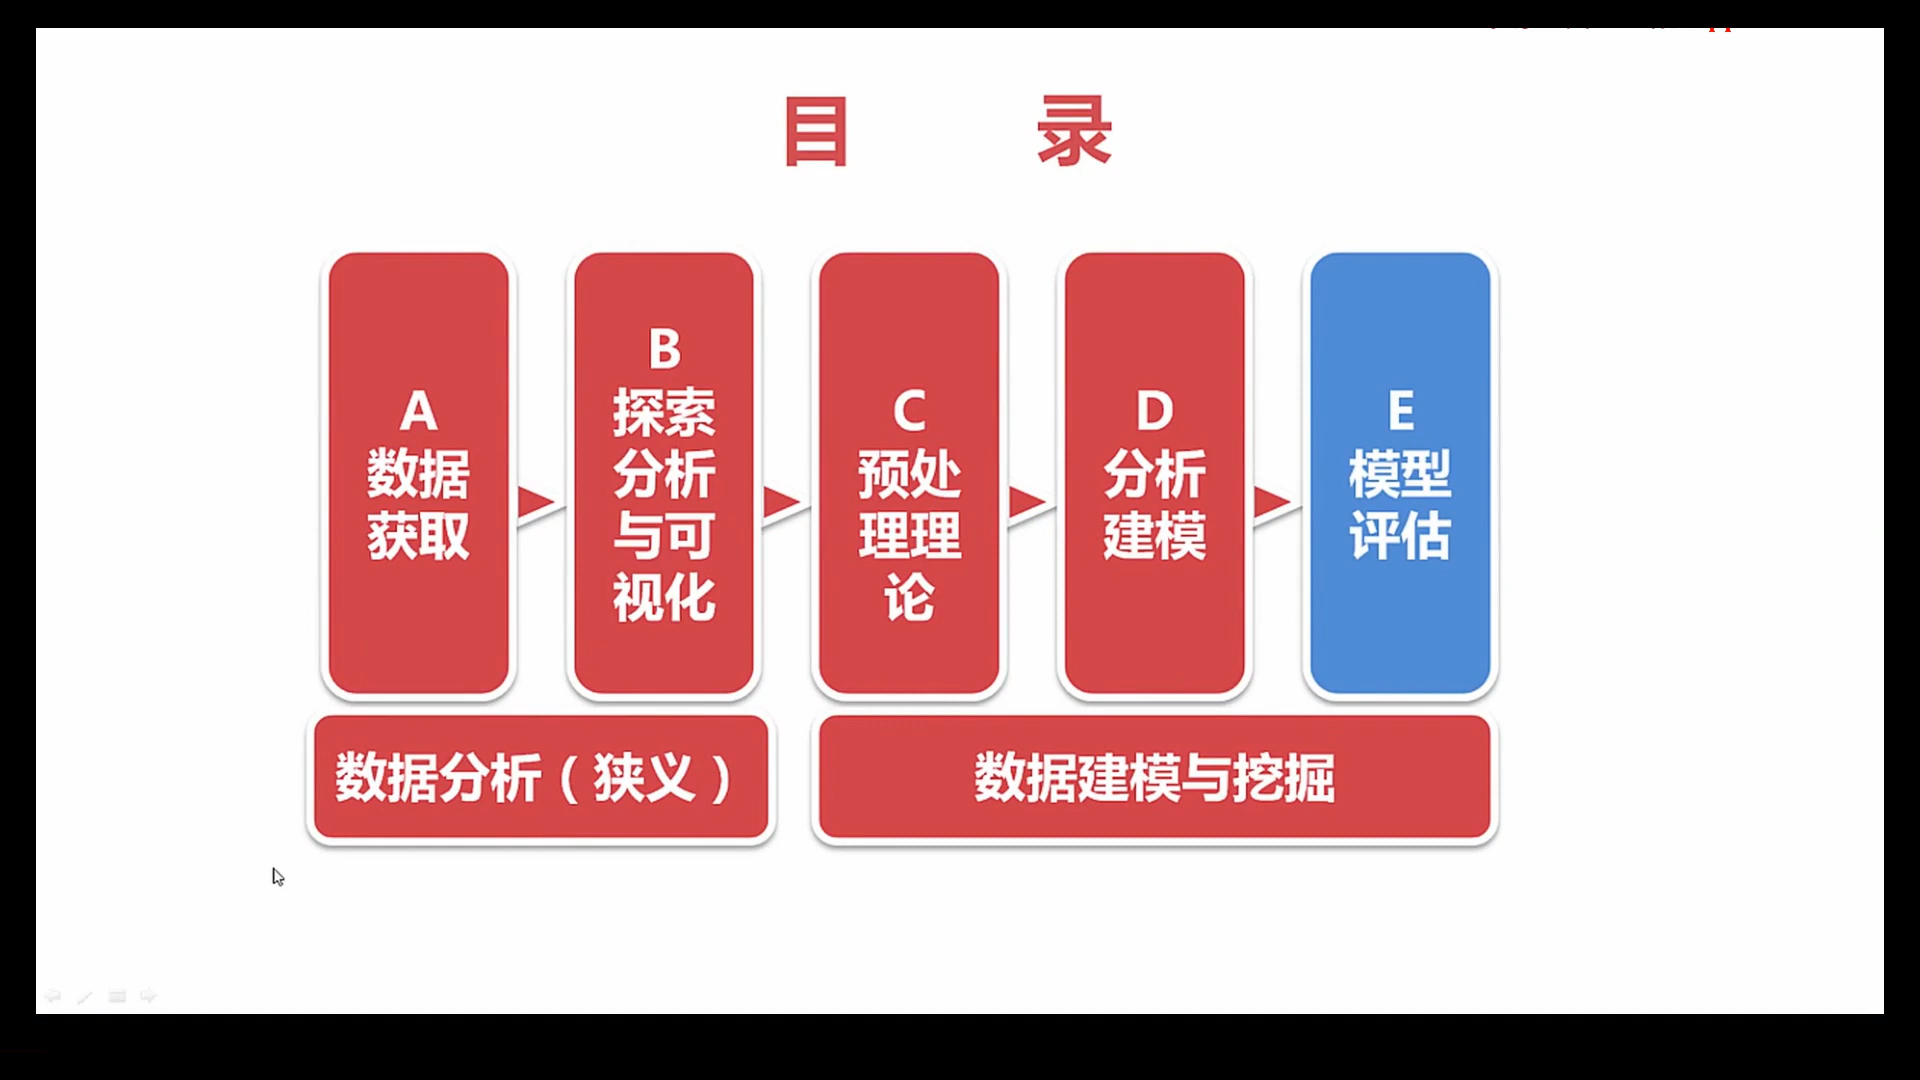 目 录
A
数据
获取
B
探索
分析
与可
视化
C
预处
理理
论
D
分析
建模
E
模型
评估
数据分析（狭义）
数据建模与挖掘